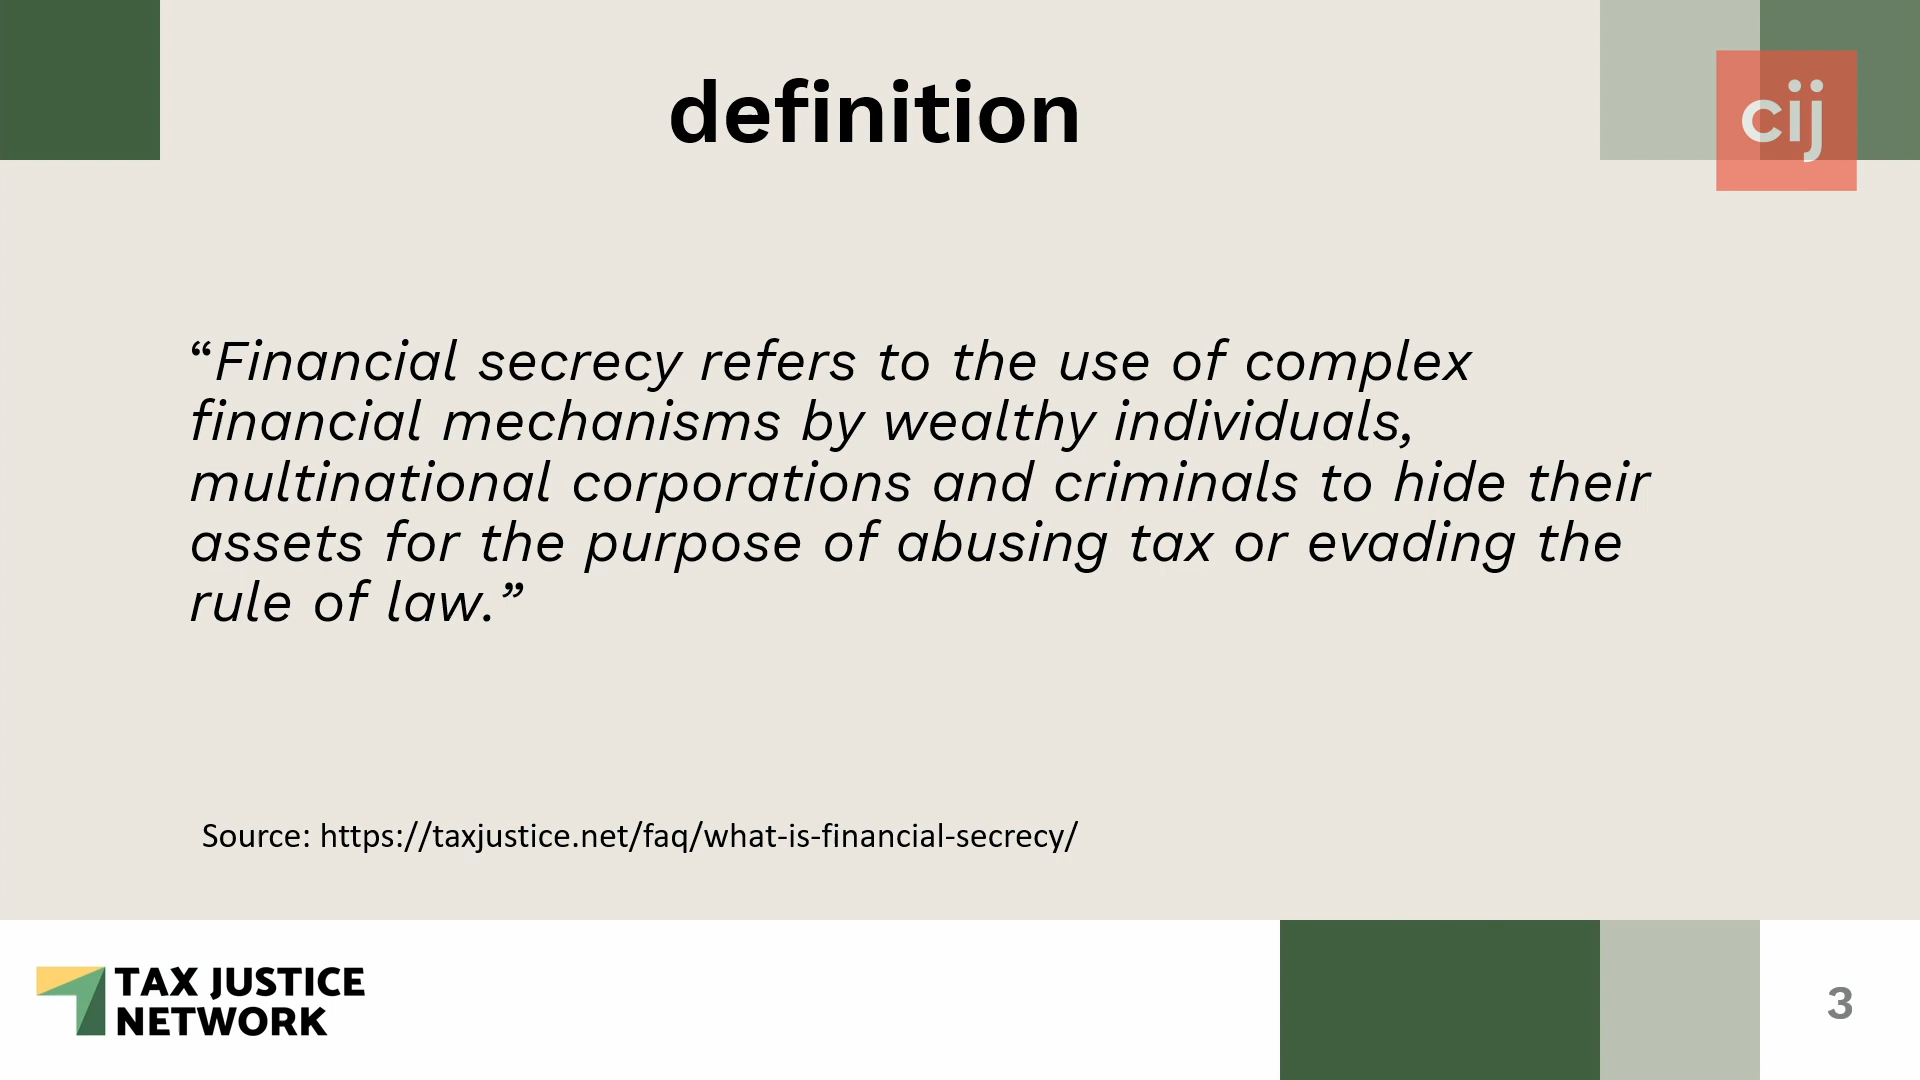 definition
cij
“Financial secrecy refers to the use of complex
financial mechanisms by wealthy individuals,
multinational corporations and criminals to hide their
assets for the purpose of abusing tax or evading the
rule of law.”
Source: https://taxjustice.net/faq/what-is-financial-secrecy/
TAX JUSTICE
NETWORK
3